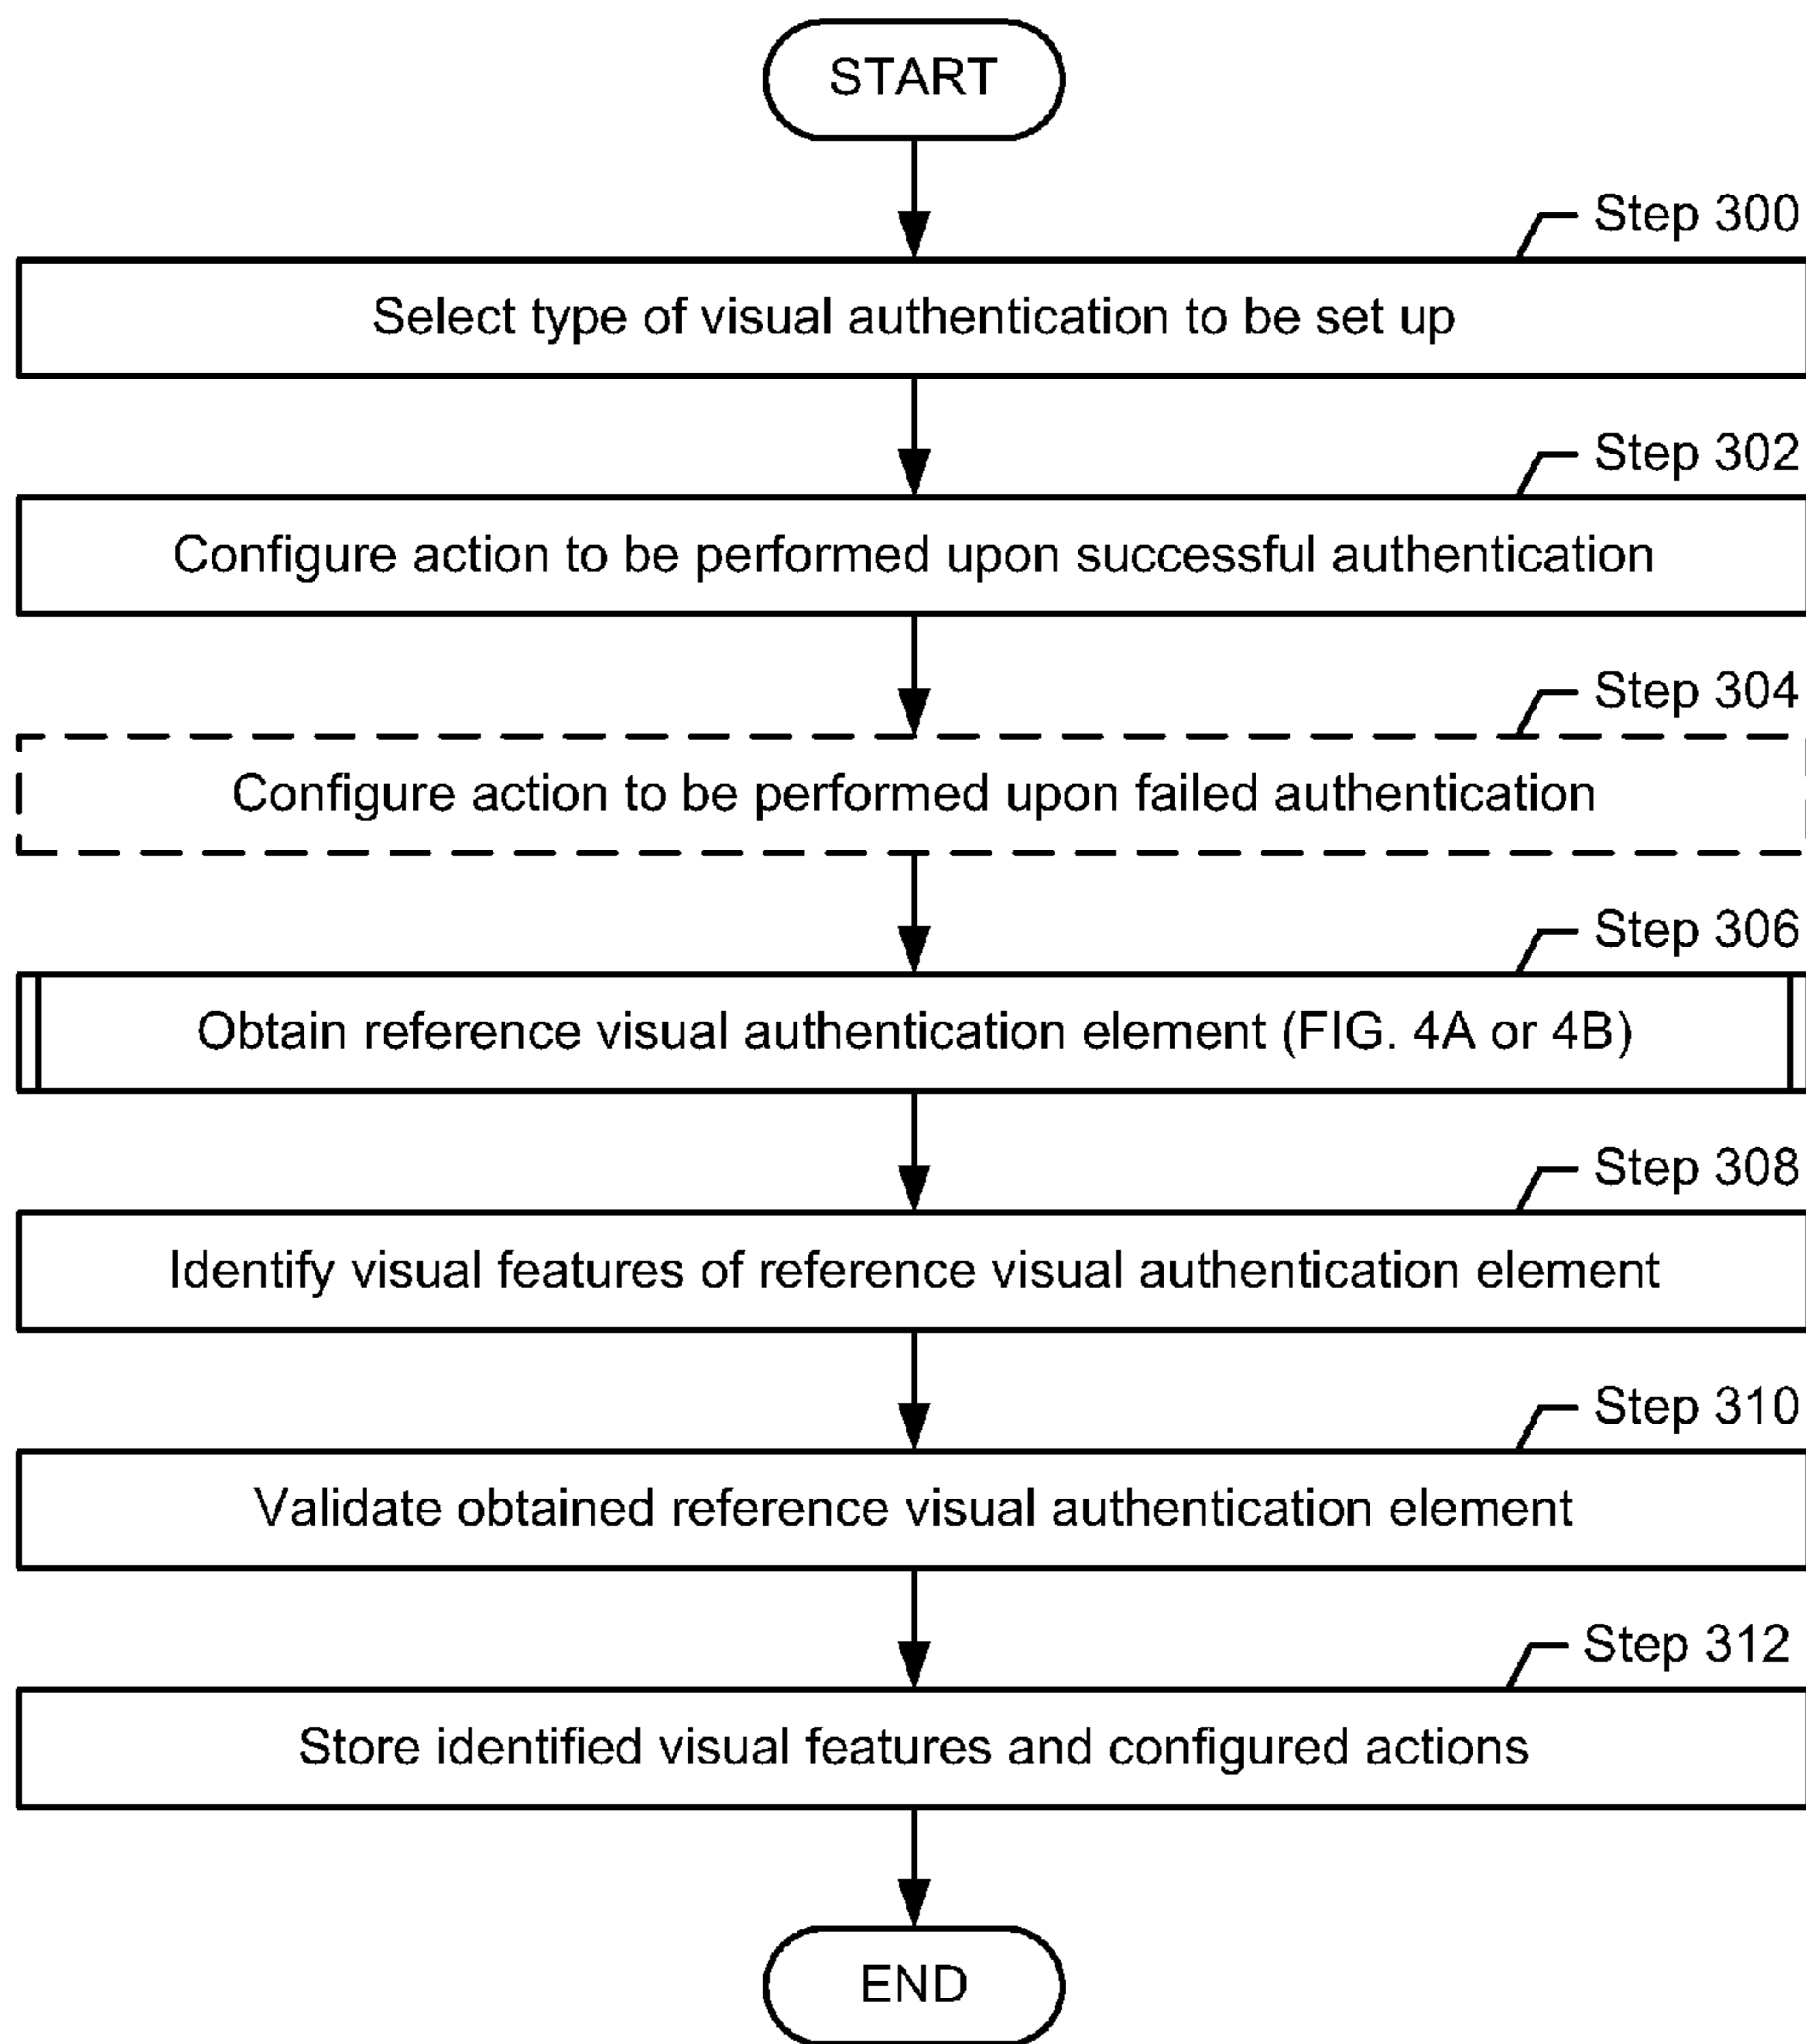 START
Step 300
Select type of visual authentication to be set up
Step 302
Configure action to be performed upon successful authentication
Step 304
Configure action to be performed upon failed authentication
Step 306
Obtain reference visual authentication element (FIG. 4A or 4B)
Step 308
Identify visual features of reference visual authentication element
Step 310
Validate obtained reference visual authentication element
Step 312
Store identified visual features and configured actions
END